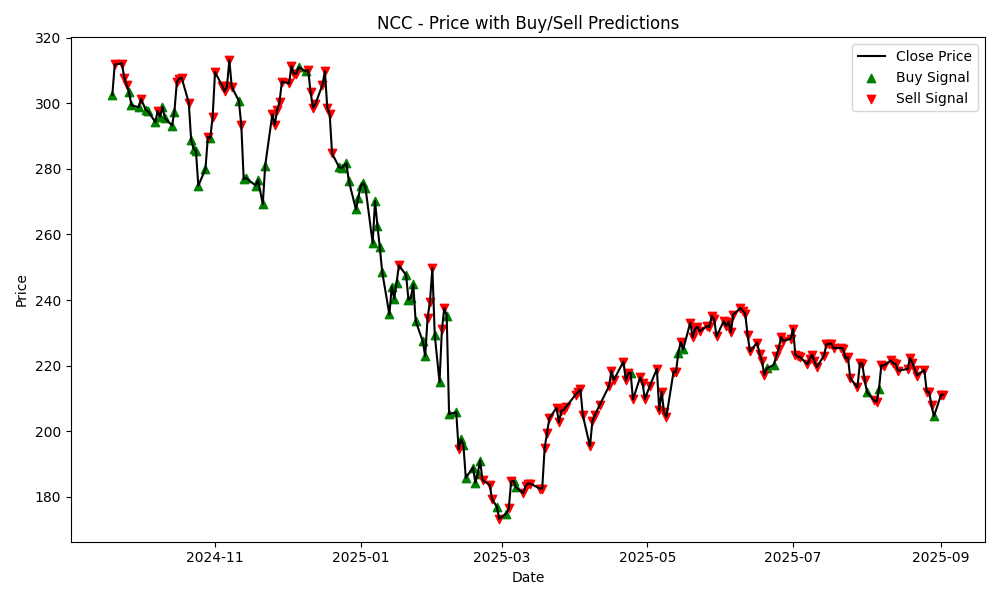 NCC - Price with Buy/Sell Predictions
320
300
280
260
240
220
200
180
Price
Close Price
Buy Signal
Sell Signal
2024-11
2025-01
2025-03
2025-05
2025-07
2025-09
Date